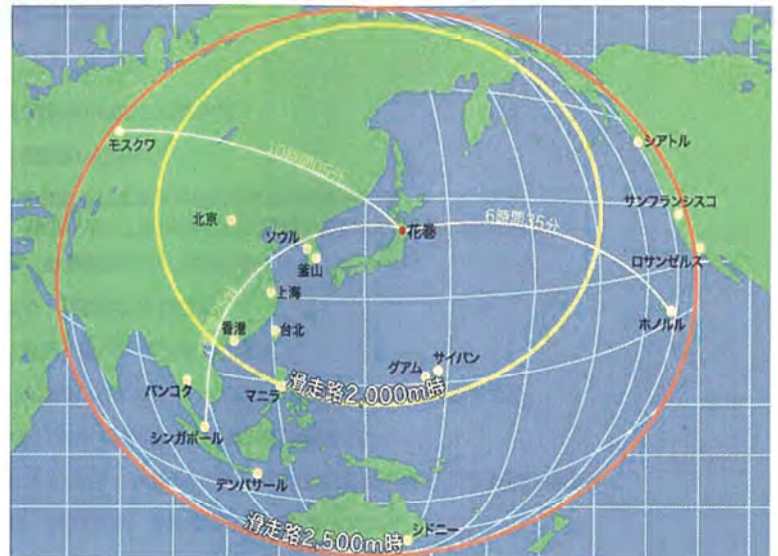 モスクワ
10時間05分
シアトル
サンフランシスコ
北京
花巻
6時間35分
ソウル
釜山
ロサンゼルス
上海
ホノルル
香港
台北
グアム
サイパン
バンコク
マニラ
滑走路2,000m時
シンガポール
デンパサール
滑走路2,500m時
シドニー